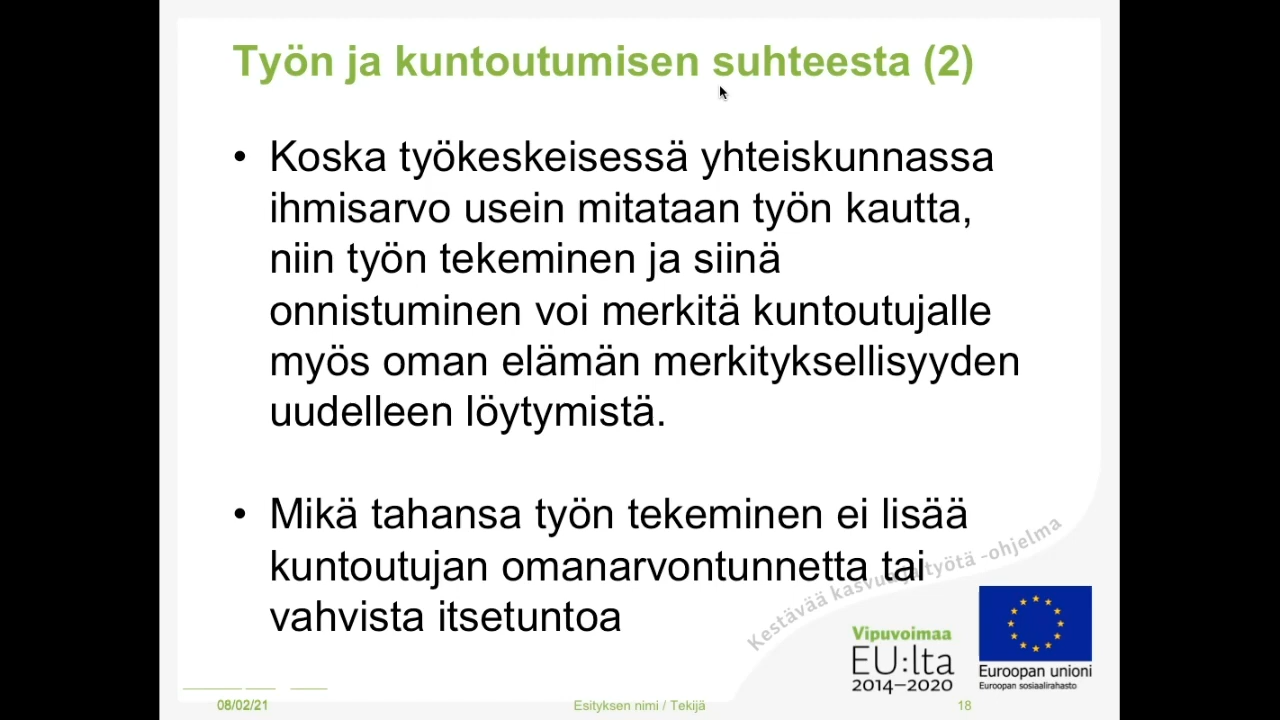 Työn ja kuntoutumisen suhteesta (2)
• Koska työkeskeisessä yhteiskunnassa
ihmisarvo usein mitataan työn kautta,
niin työn tekeminen ja siinä
onnistuminen voi merkitä kuntoutujalle
myös oman elämän merkityksellisyyden
uudelleen löytymistä.
• Mikä tahansa työn tekeminen ei lisää
kuntoutujan omanarvontunnetta tai
vahvista itsetuntoa
Kestävää kasvua ja työtä -ohjelma
Vipuvoimaa
EU:lta
2014–2020
Euroopan unioni
Euroopan sosiaalirahasto
08/02/21
Esityksen nimi / Tekijä
18